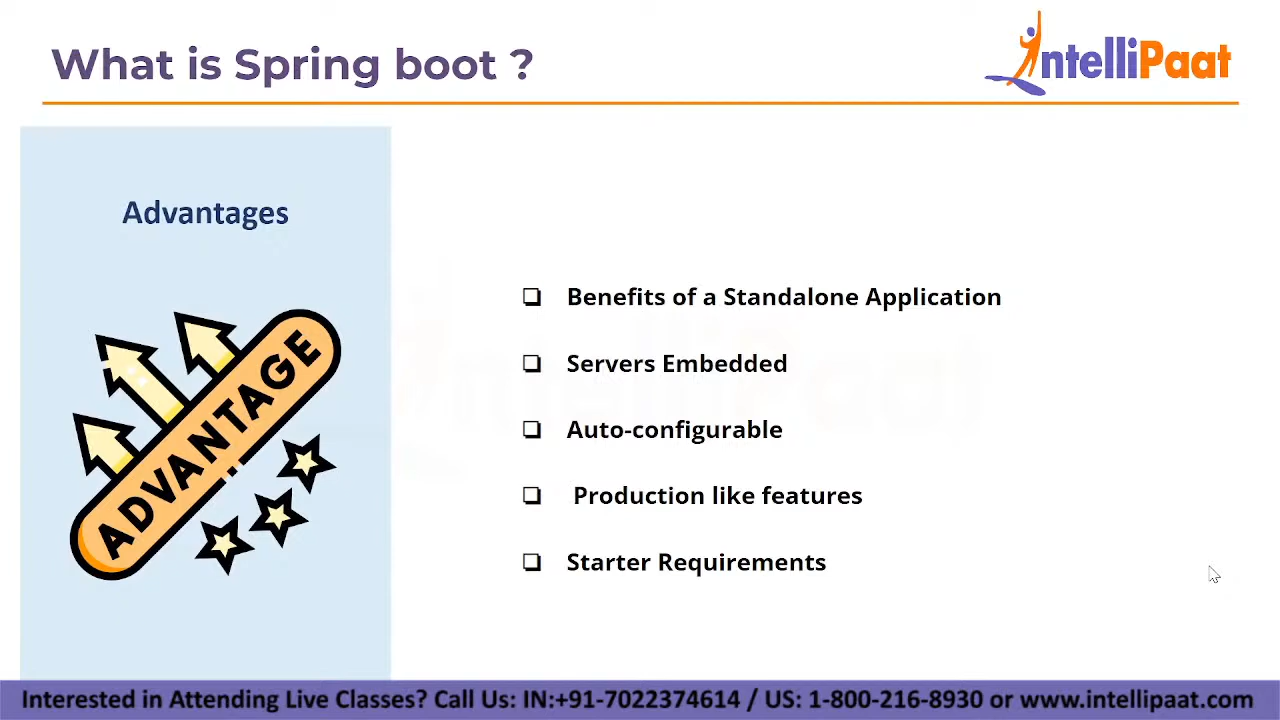 What is Spring boot ?
IntelliPaat
Advantages
ADVANTAGE
❑ Benefits of a Standalone Application
❑ Servers Embedded
❑ Auto-configurable
❑ Production like features
❑ Starter Requirements
Interested in Attending Live Classes? Call Us: IN:+91-7022374614 / US: 1-800-216-8930 or www.intellipaat.com